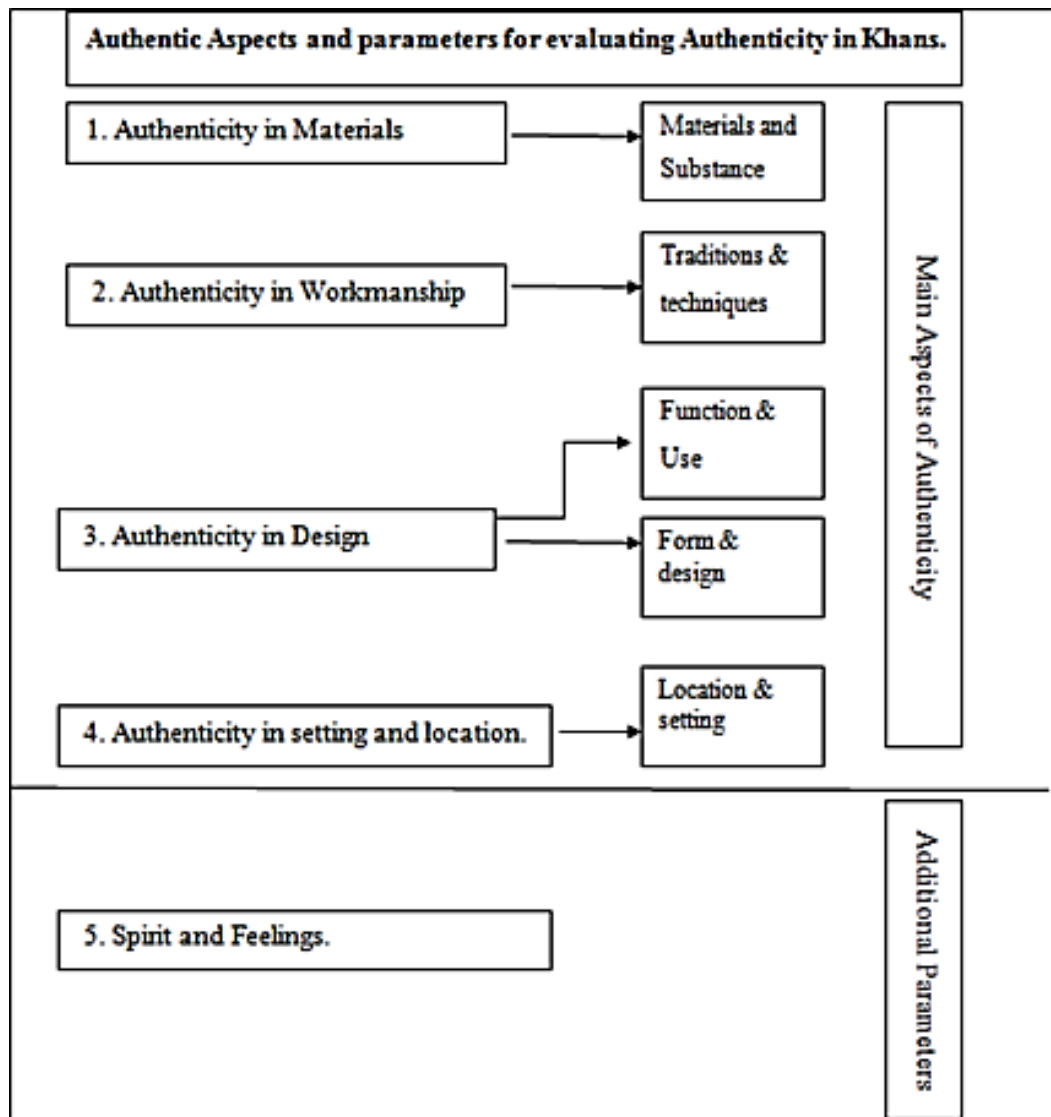 Authentic Aspects and parameters for evaluating Authenticity in Khans.
1. Authenticity in Materials
Materials and
Substance
2. Authenticity in Workmanship
Traditions &
techniques
3. Authenticity in Design
Function &
Use
Form &
design
4. Authenticity in setting and location.
Location &
setting
Main Aspects of Authenticity
5. Spirit and Feelings.
Additional Parameters